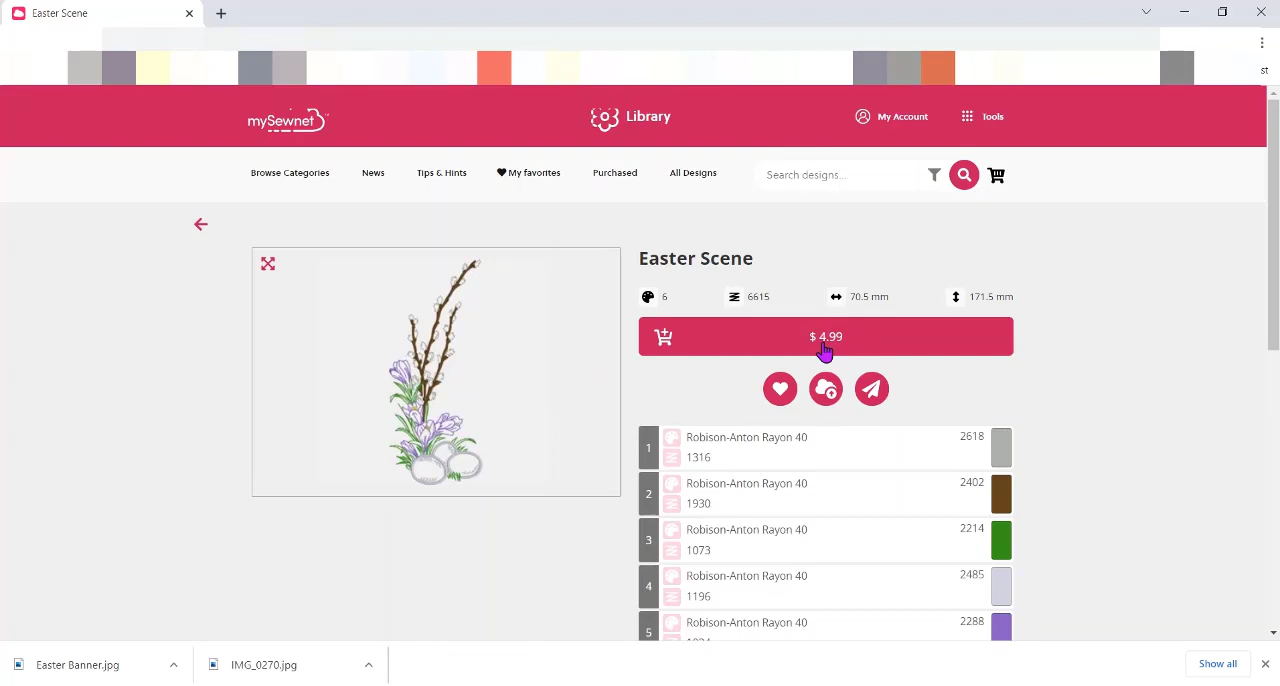 Easter Scene
st
mySewnet
Library
My Account
Tools
Browse Categories
News
Tips & Hints
My favorites
Purchased
All Designs
Search designs...
Easter Scene
6
6615
70.5 mm
171.5 mm
$ 4.99
1
Robison-Anton Rayon 40
2618
1316
2
Robison-Anton Rayon 40
2402
1930
3
Robison-Anton Rayon 40
2214
1073
4
Robison-Anton Rayon 40
2485
1196
5
Robison-Anton Rayon 40
2288
Easter Banner.jpg
IMG_0270.jpg
Show all